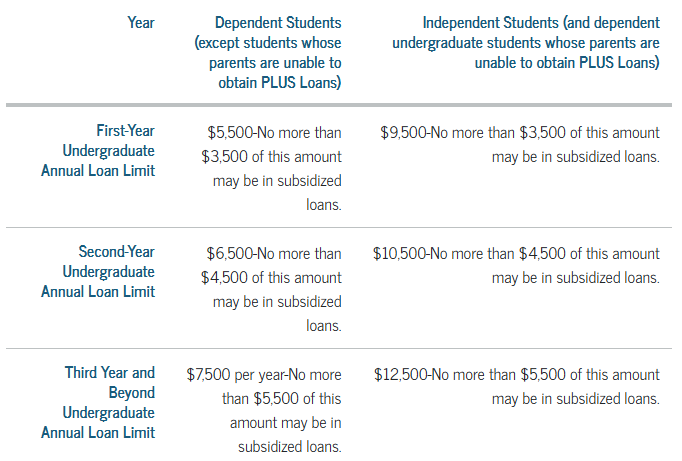 Year
Dependent Students
(except students whose
parents are unable to
obtain PLUS Loans)
Independent Students (and dependent
undergraduate students whose parents are
unable to obtain PLUS Loans)
First-Year
Undergraduate
Annual Loan Limit
$5,500-No more than
$3,500 of this amount
may be in subsidized
loans.
$9,500-No more than $3,500 of this amount
may be in subsidized loans.
Second-Year
Undergraduate
Annual Loan Limit
$6,500-No more than
$4,500 of this amount
may be in subsidized
loans.
$10,500-No more than $4,500 of this amount
may be in subsidized loans.
Third Year and
Beyond
Undergraduate
Annual Loan Limit
$7,500 per year-No more
than $5,500 of this
amount may be in
subsidized loans.
$12,500-No more than $5,500 of this amount
may be in subsidized loans.